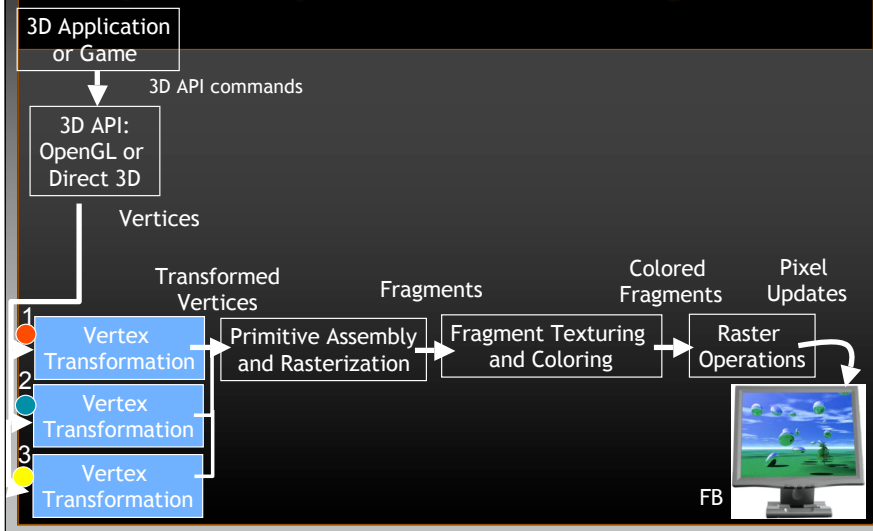 3D Application
or Game
3D API commands
3D API:
OpenGL or
Direct 3D
Vertices
Transformed
Vertices
Fragments
Colored
Fragments
Pixel
Updates
1
Vertex
Transformation
Primitive Assembly
and Rasterization
Fragment Texturing
and Coloring
Raster
Operations
2
Vertex
Transformation
3
Vertex
Transformation
FB